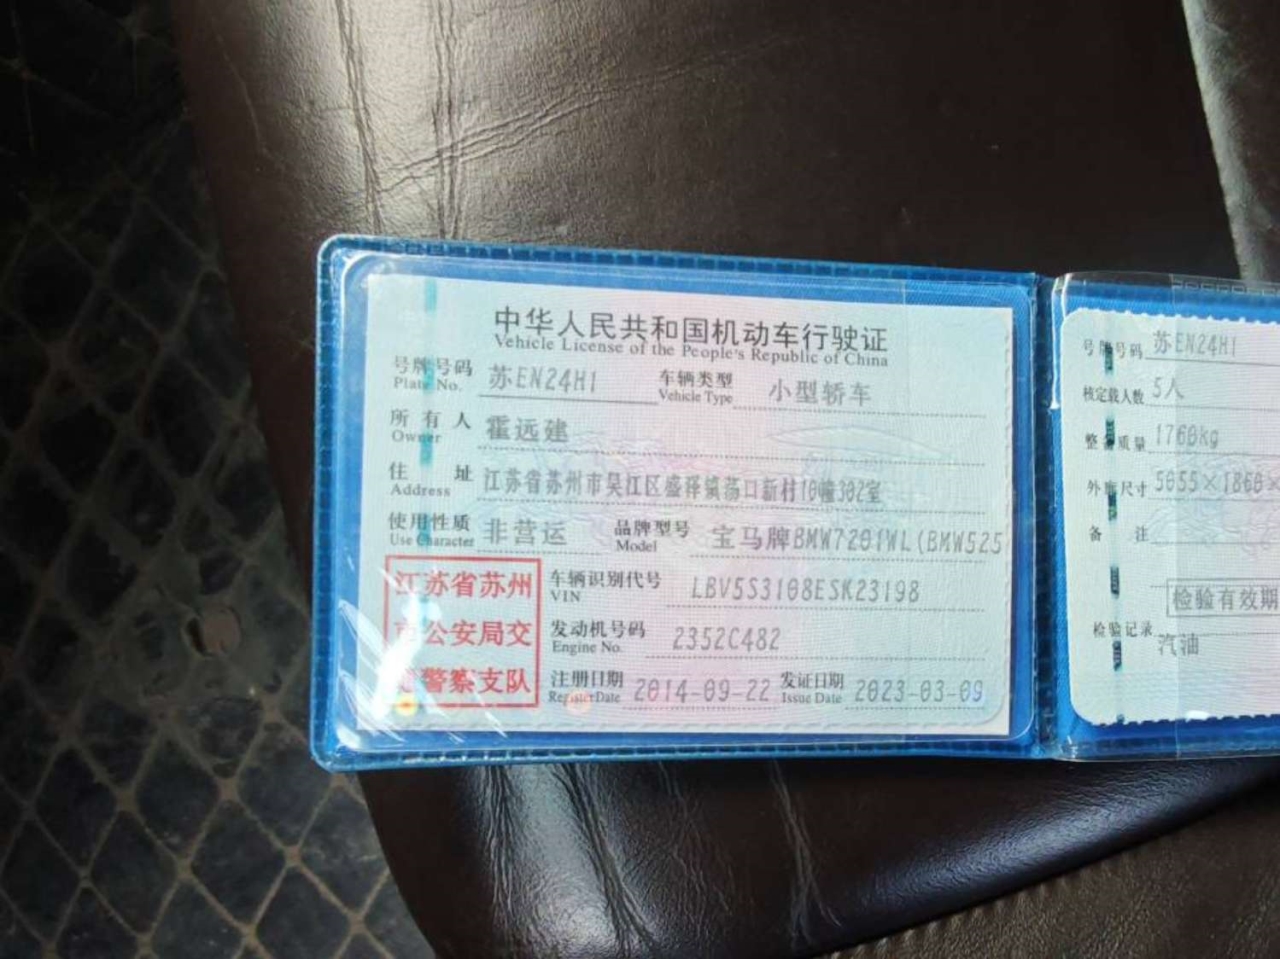 中华人民共和国机动车行驶证
Vehicle License of the People's Republic of China
号牌号码 苏EN24H1 车辆类型 小型轿车
Plate No. Vehicle Type
所有人 霍远建
Owner
住址 江苏省苏州市吴江区盛泽镇荡口新村10幢302室
Address
使用性质 非营运 品牌型号 宝马牌BMW7201WL(BMW525
Use Character Model
江苏省苏州
市公安局交
通警察支队
车辆识别代号 LBV5S3108ESK23198
VIN
发动机号码 2352C482
Engine No.
注册日期 2014-09-22 发证日期 2023-03-09
Register Date Issue Date
号牌号码 苏EN24H1
核定载人数 5人
整备质量 1760kg
外廓尺寸 5055×1860×
备注
检验有效期
检验记录
汽油